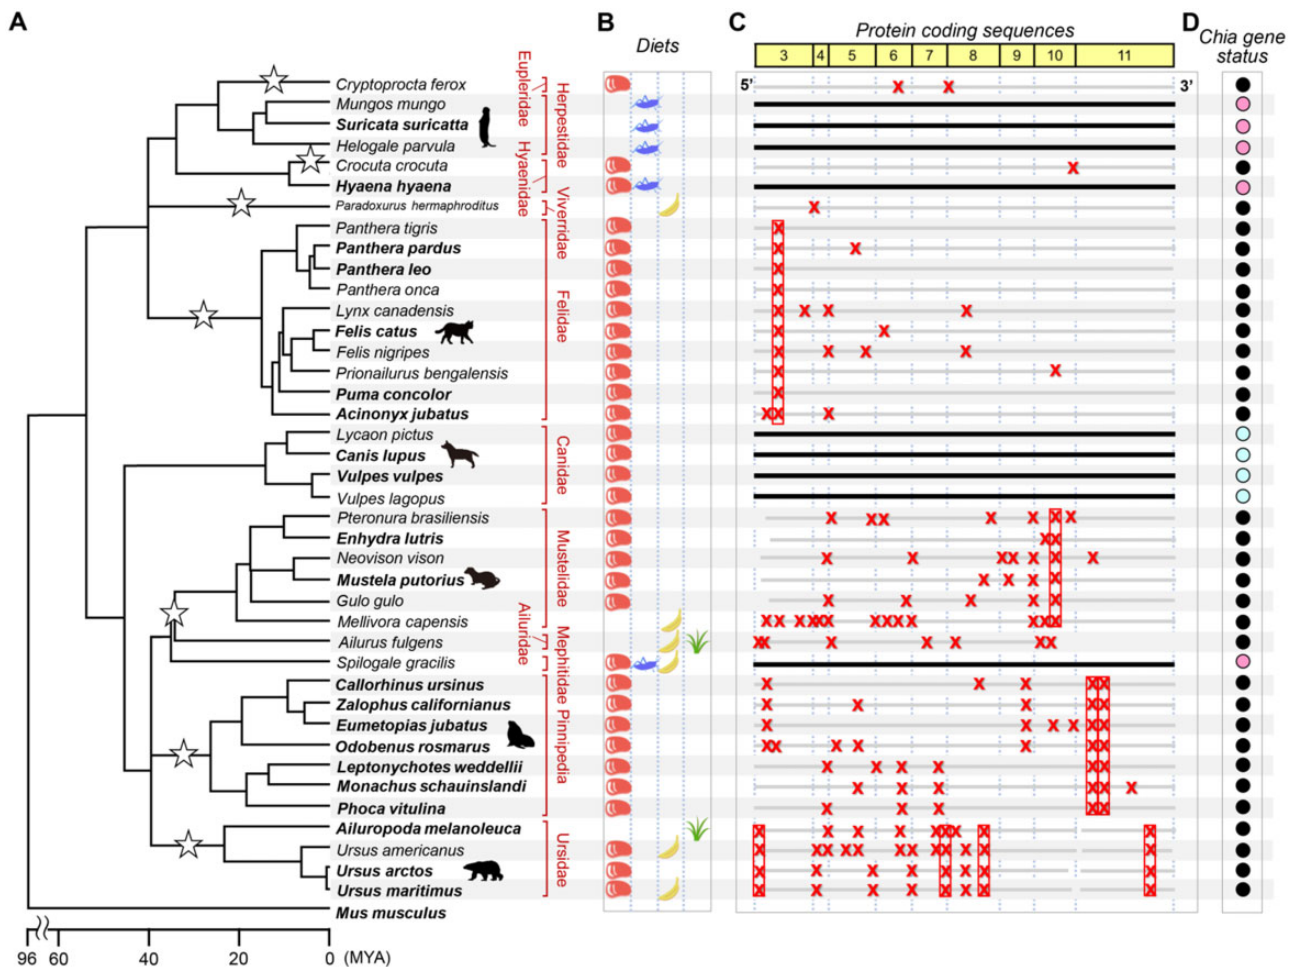 A
B
C
D
Diets
Protein coding sequences
Chia gene
status
3 4 5 6 7 8 9 10 11
5’
3’
Cryptoprocta ferox
Mungos mungo
Suricata suricatta
Helogale parvula
Crocuta crocuta
Hyaena hyaena
Paradoxurus hermaphroditus
Panthera tigris
Panthera pardus
Panthera leo
Panthera onca
Lynx canadensis
Felis catus
Felis nigripes
Prionailurus bengalensis
Puma concolor
Acinonyx jubatus
Lycaon pictus
Canis lupus
Vulpes vulpes
Vulpes lagopus
Pteronura brasiliensis
Enhydra lutris
Neovison vison
Mustela putorius
Gulo gulo
Mellivora capensis
Ailurus fulgens
Spilogale gracilis
Callorhinus ursinus
Zalophus californianus
Eumetopias jubatus
Odobenus rosmarus
Leptonychotes weddellii
Monachus schauinslandi
Phoca vitulina
Ailuropoda melanoleuca
Ursus americanus
Ursus arctos
Ursus maritimus
Mus musculus
Eupleridae
Herpestidae
Hyaenidae
Viverridae
Felidae
Canidae
Mustelidae
Ailuridae
Mephitidae
Pinnipedia
Ursidae
96 60 40 20 0 (MYA)